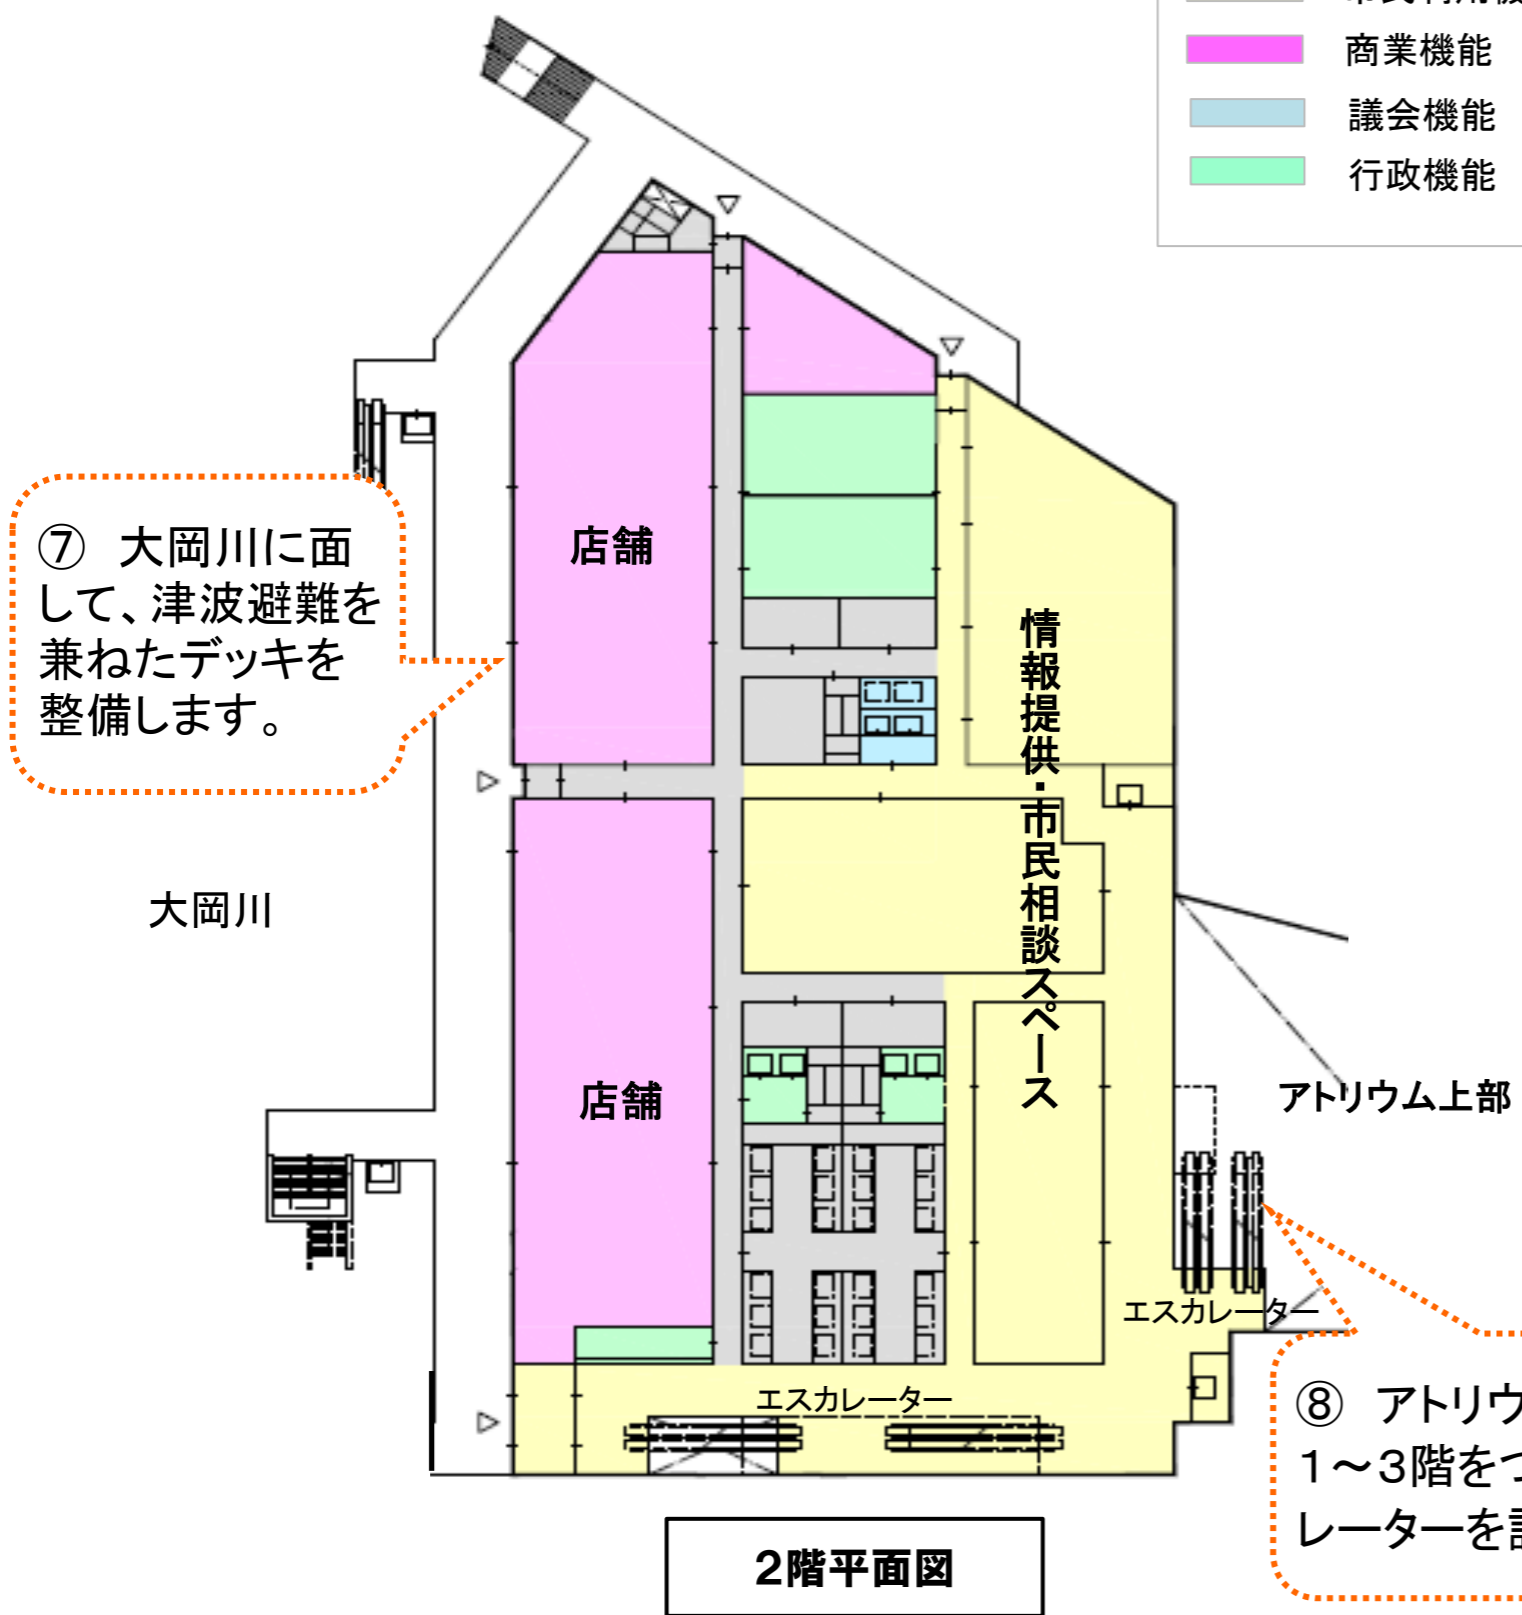 商業機能
議会機能
行政機能
⑦ 大岡川に面
して、津波避難を
兼ねたデッキを
整備します。
店舗
情報提供・市民相談スペース
大岡川
店舗
アトリウム上部
エスカレーター
エスカレーター
⑧ アトリウ
1～3階をつ
レーターを
2階平面図